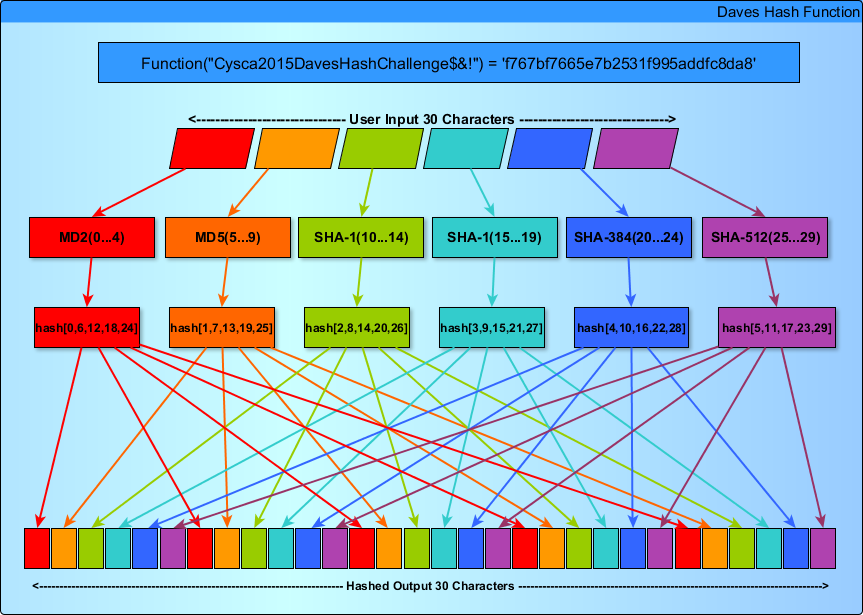 Daves Hash Function
Function("Cysca2015DavesHashChallenge$&!") = 'f767bf7665e7b2531f995addfc8da8'
<------------------------------- User Input 30 Characters ------------------------------->
MD2(0...4) MD5(5...9) SHA-1(10...14) SHA-1(15...19) SHA-384(20...24) SHA-512(25...29)
hash[0,6,12,18,24] hash[1,7,13,19,25] hash[2,8,14,20,26] hash[3,9,15,21,27] hash[4,10,16,22,28] hash[5,11,17,23,29]
<------------------------------------------------------------------------------ Hashed Output 30 Characters ------------------------------------------------------------------------------>